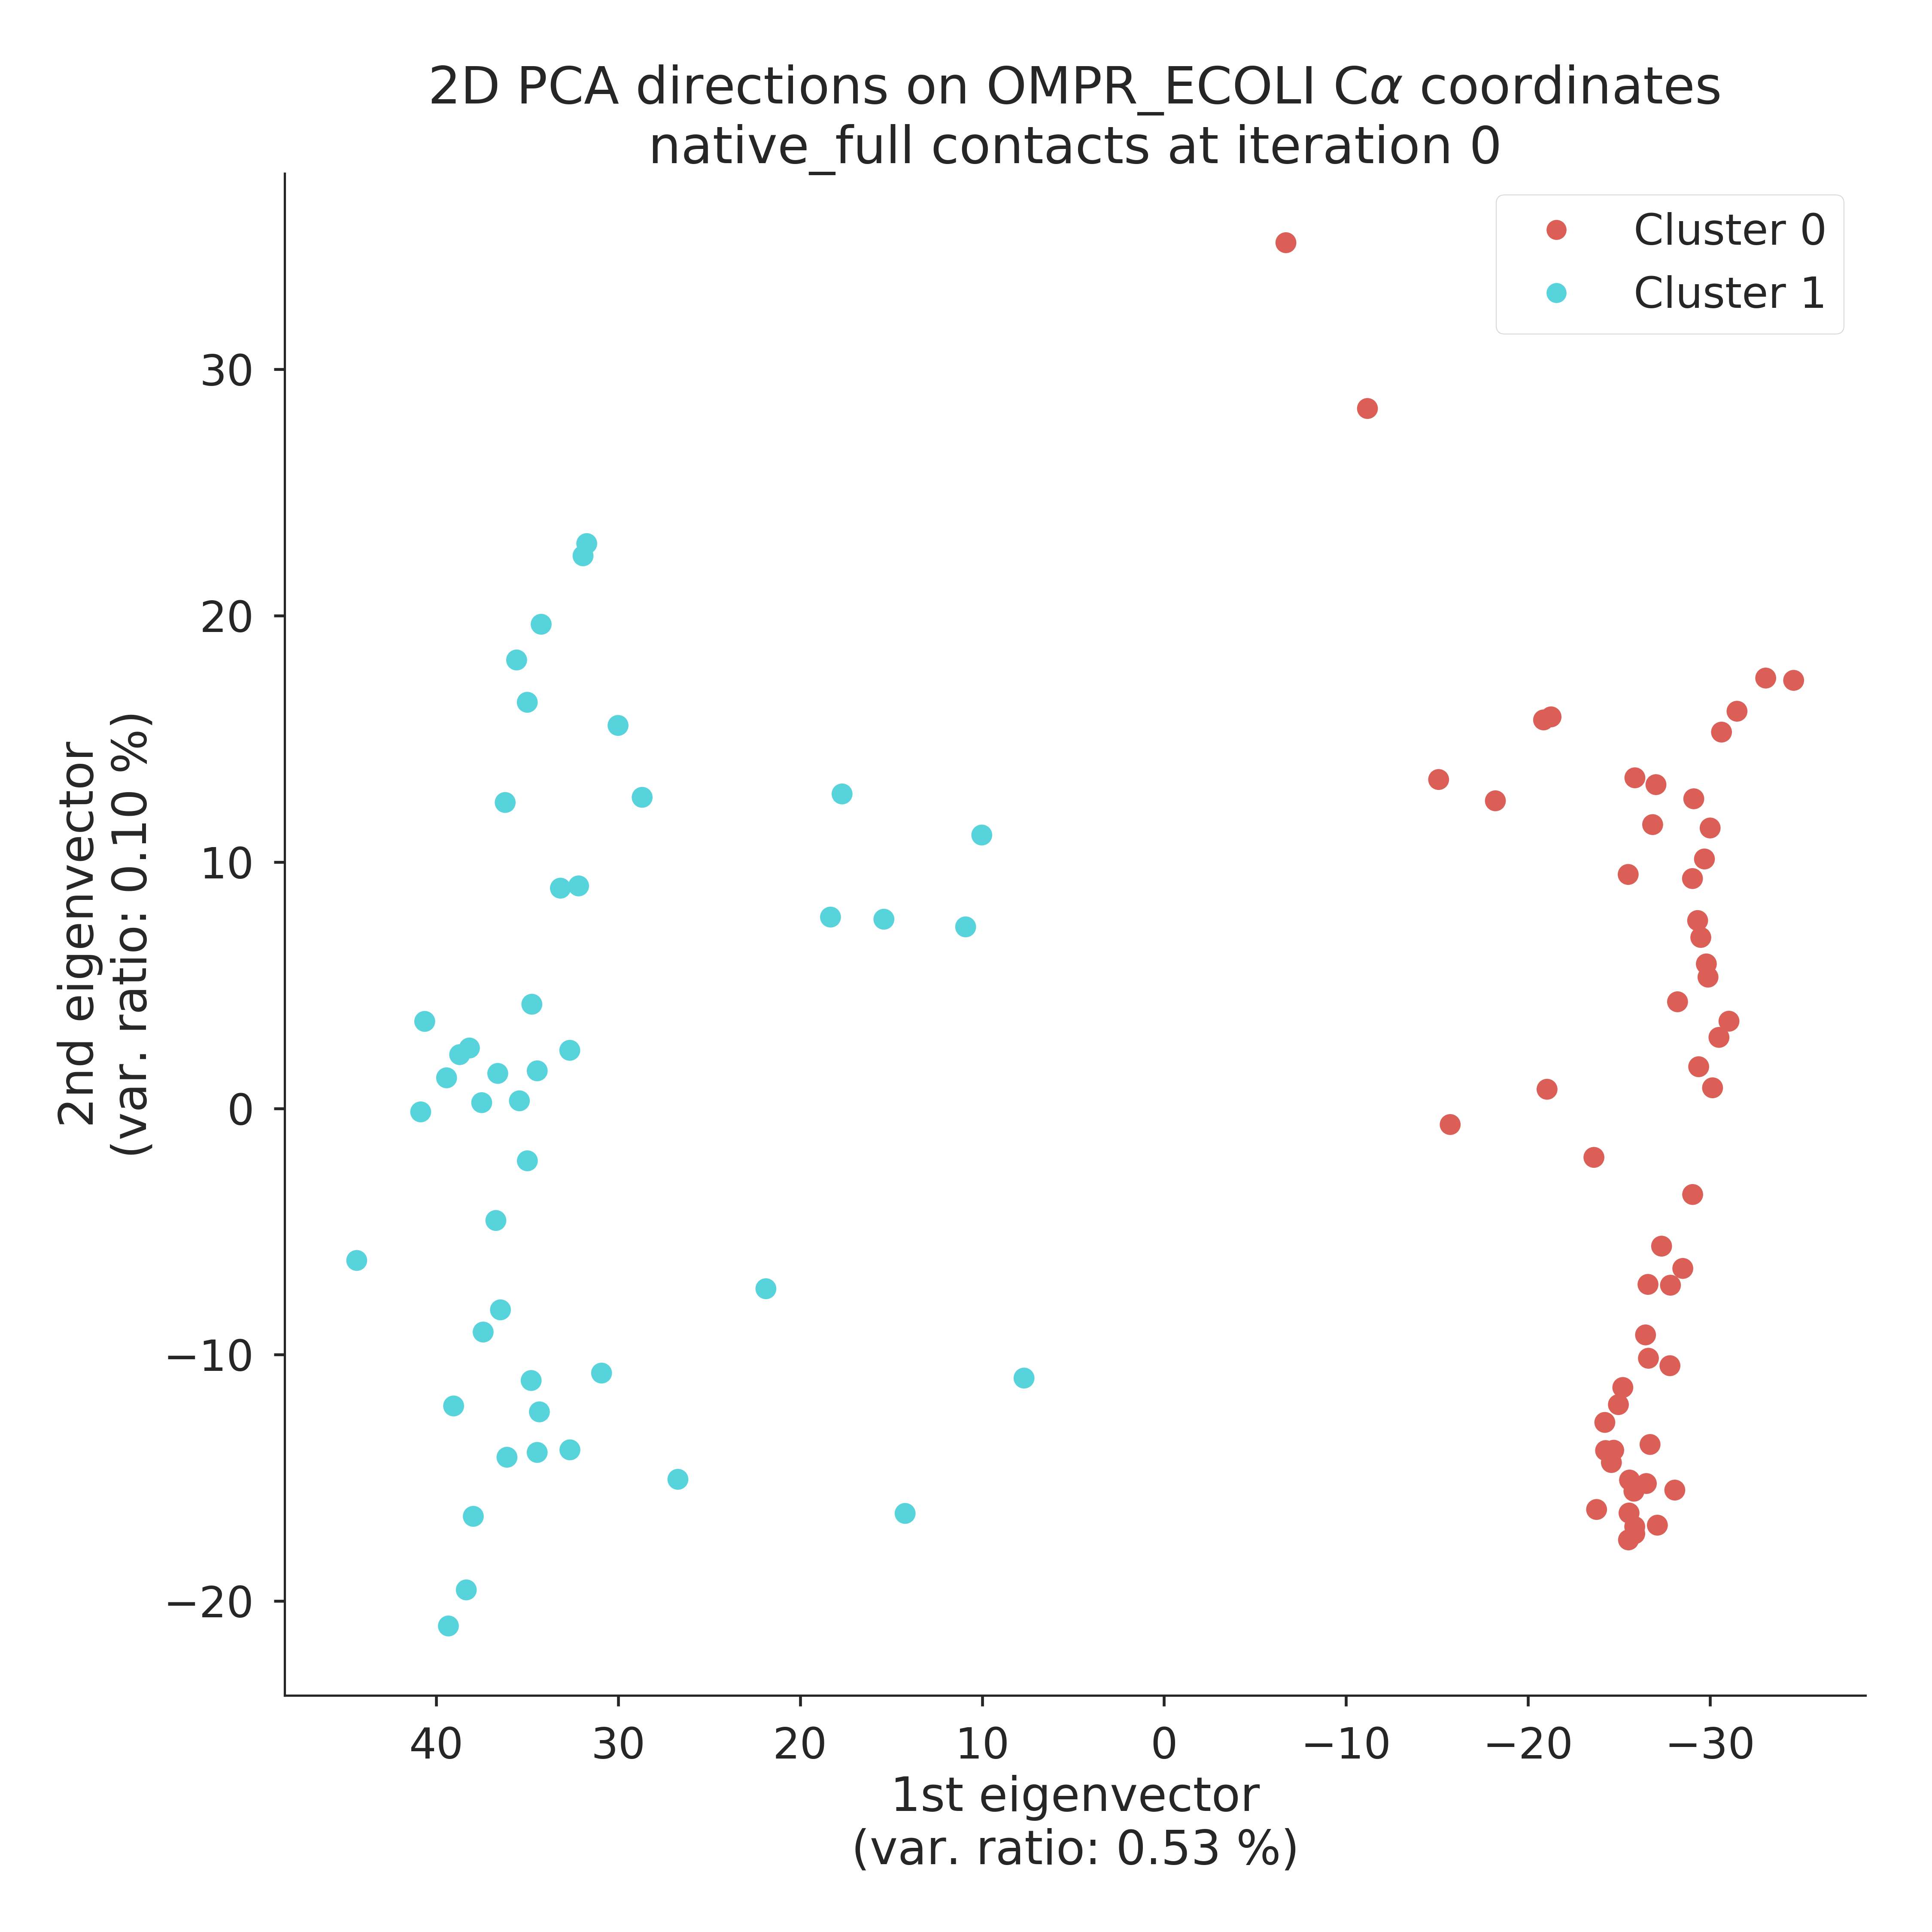 2D PCA directions on OMPR_ECOLI Cα coordinates
native_full contacts at iteration 0
Cluster 0
Cluster 1
2nd eigenvector
(var. ratio: 0.10 %)
30
20
10
0
−10
−20
40 30 20 10 0 −10 −20 −30
1st eigenvector
(var. ratio: 0.53 %)